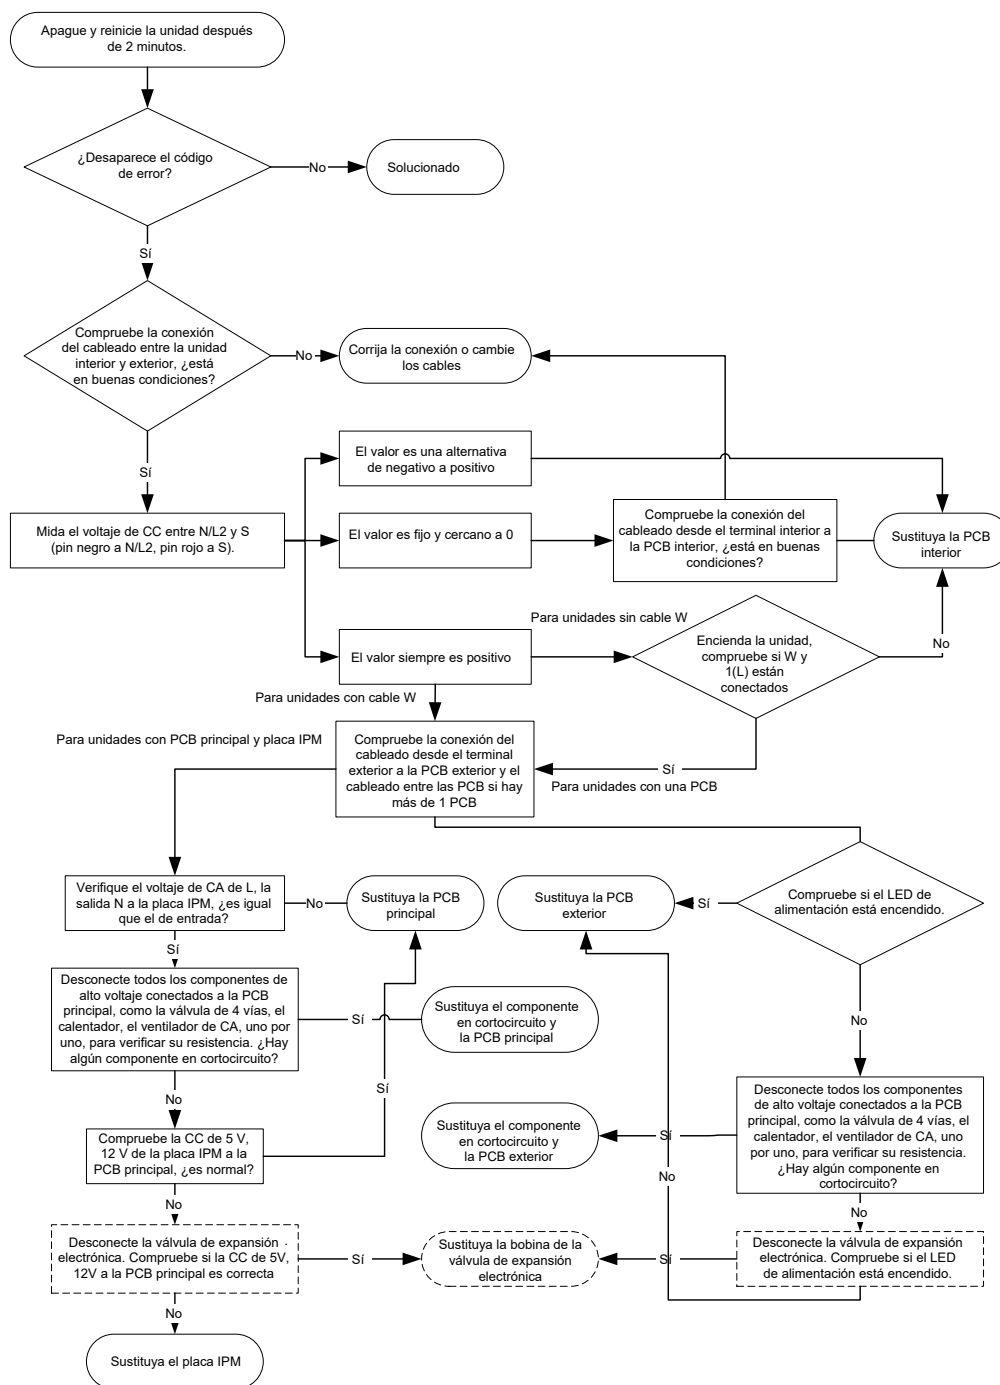 Apague y reinicie la unidad después
de 2 minutos.
¿Desaparece el código
de error?
No
Solucionado
Sí
Compruebe la conexión
del cableado entre la unidad
interior y exterior, ¿está
en buenas condiciones?
No
Corrija la conexión o cambie
los cables
Sí
El valor es una alternativa
de negativo a positivo
Mida el voltaje de CC entre N/L2 y S
(pin negro a N/L2, pin rojo a S).
El valor es fijo y cercano a 0
Compruebe la conexión del
cableado desde el terminal interior a
la PCB interior, ¿está en buenas
condiciones?
Sustituya la PCB
interior
Para unidades sin cable W
El valor siempre es positivo
Encienda la unidad,
compruebe si W y
1(L) están
conectados
No
Para unidades con cable W
Para unidades con PCB principal y placa IPM
Compruebe la conexión del
cableado desde el terminal
exterior a la PCB exterior y el
cableado entre las PCB si hay
más de 1 PCB
Sí
Para unidades con una PCB
Verifique el voltaje de CA de L, la
salida N a la placa IPM, ¿es igual
que el de entrada?
No
Sustituya la PCB
principal
Sustituya la PCB
exterior
Sí
Compruebe si el LED de
alimentación está encendido.
Sí
Desconecte todos los componentes de
alto voltaje conectados a la PCB
principal, como la válvula de 4 vías, el
calentador, el ventilador de CA, uno por
uno, para verificar su resistencia. ¿Hay
algún componente en cortocircuito?
Sí
Sustituya el componente
en cortocircuito y
la PCB principal
No
No
Sí
Compruebe la CC de 5 V,
12 V de la placa IPM a la
PCB principal, ¿es normal?
Sustituya el componente
en cortocircuito y
la PCB exterior
Sí
Desconecte todos los componentes
de alto voltaje conectados a la PCB
principal, como la válvula de 4 vías, el
calentador, el ventilador de CA, uno
por uno, para verificar su resistencia.
¿Hay algún componente en
cortocircuito?
No
No
No
Desconecte la válvula de expansión
electrónica. Compruebe si la CC de 5V,
12V a la PCB principal es correcta
Sí
Sustituya la bobina de la
válvula de expansión
electrónica
Sí
Desconecte la válvula de expansión
electrónica. Compruebe si el LED
de alimentación está encendido.
No
Sustituya el placa IPM